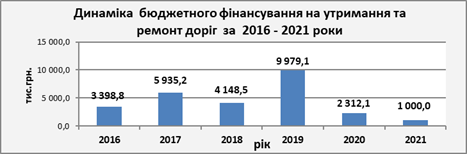 Динаміка бюджетного фінансування на утримання та
ремонт доріг за 2016 - 2021 роки
тис.грн.
15 000,0
10 000,0
5 000,0
0,0
3 398,8
5 935,2
4 148,5
9 979,1
2 312,1
1 000,0
2016 2017 2018 2019 2020 2021
рік